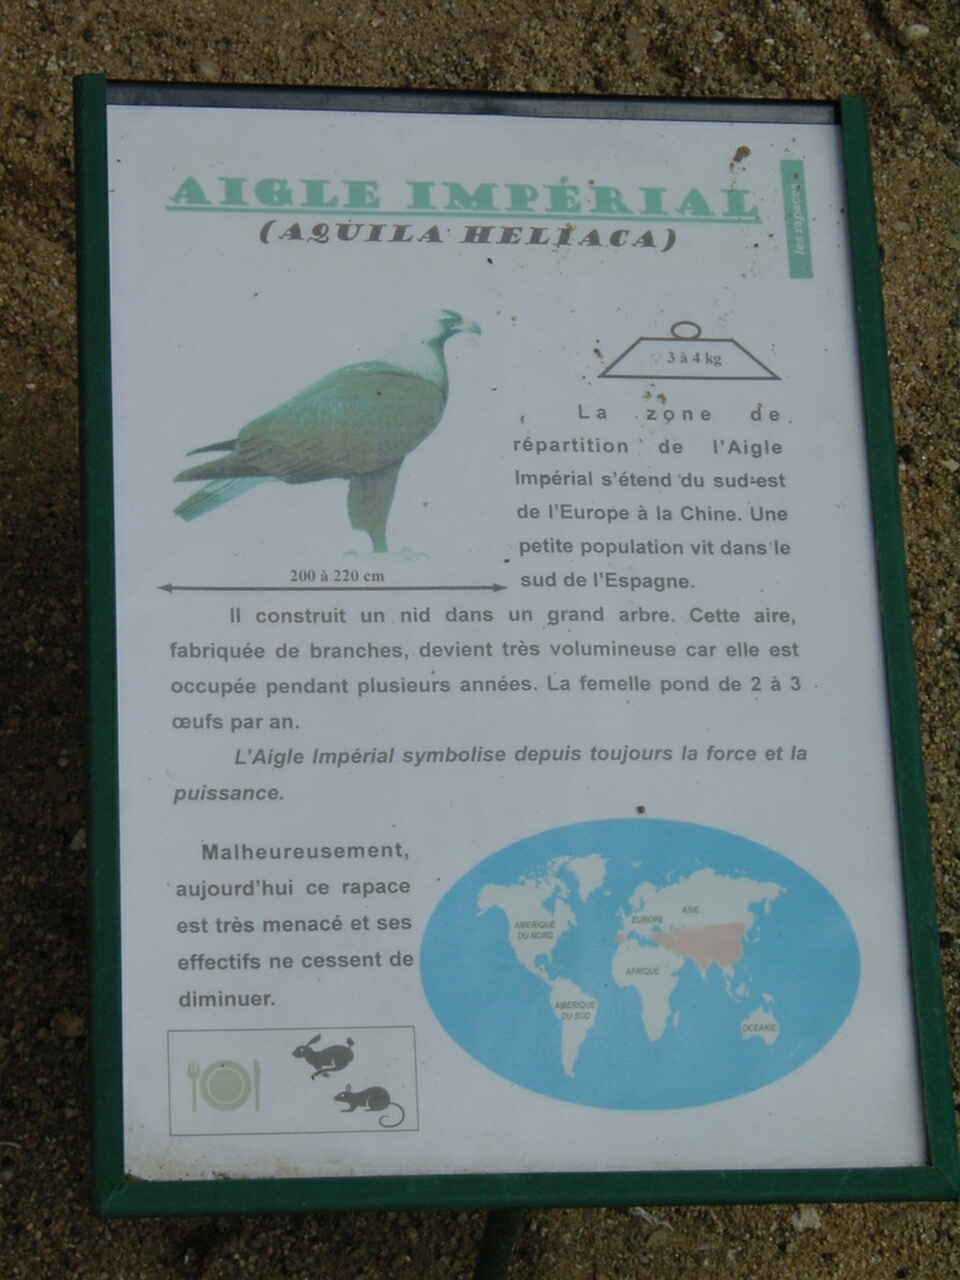 AIGLE IMPÉRIAL
(AQUILA HELIACA)
les rapaces
3 à 4 kg
La zone de
répartition de l'Aigle
Impérial s'étend du sud-est
de l'Europe à la Chine. Une
petite population vit dans le
sud de l'Espagne.
200 à 220 cm
Il construit un nid dans un grand arbre. Cette aire,
fabriquée de branches, devient très volumineuse car elle est
occupée pendant plusieurs années. La femelle pond de 2 à 3
œufs par an.
L'Aigle Impérial symbolise depuis toujours la force et la
puissance.
Malheureusement,
aujourd'hui ce rapace
est très menacé et ses
effectifs ne cessent de
diminuer.
ASIE
EUROPE
AMERIQUE
DU NORD
AFRIQUE
AMERIQUE
DU SUD
OCEANIE